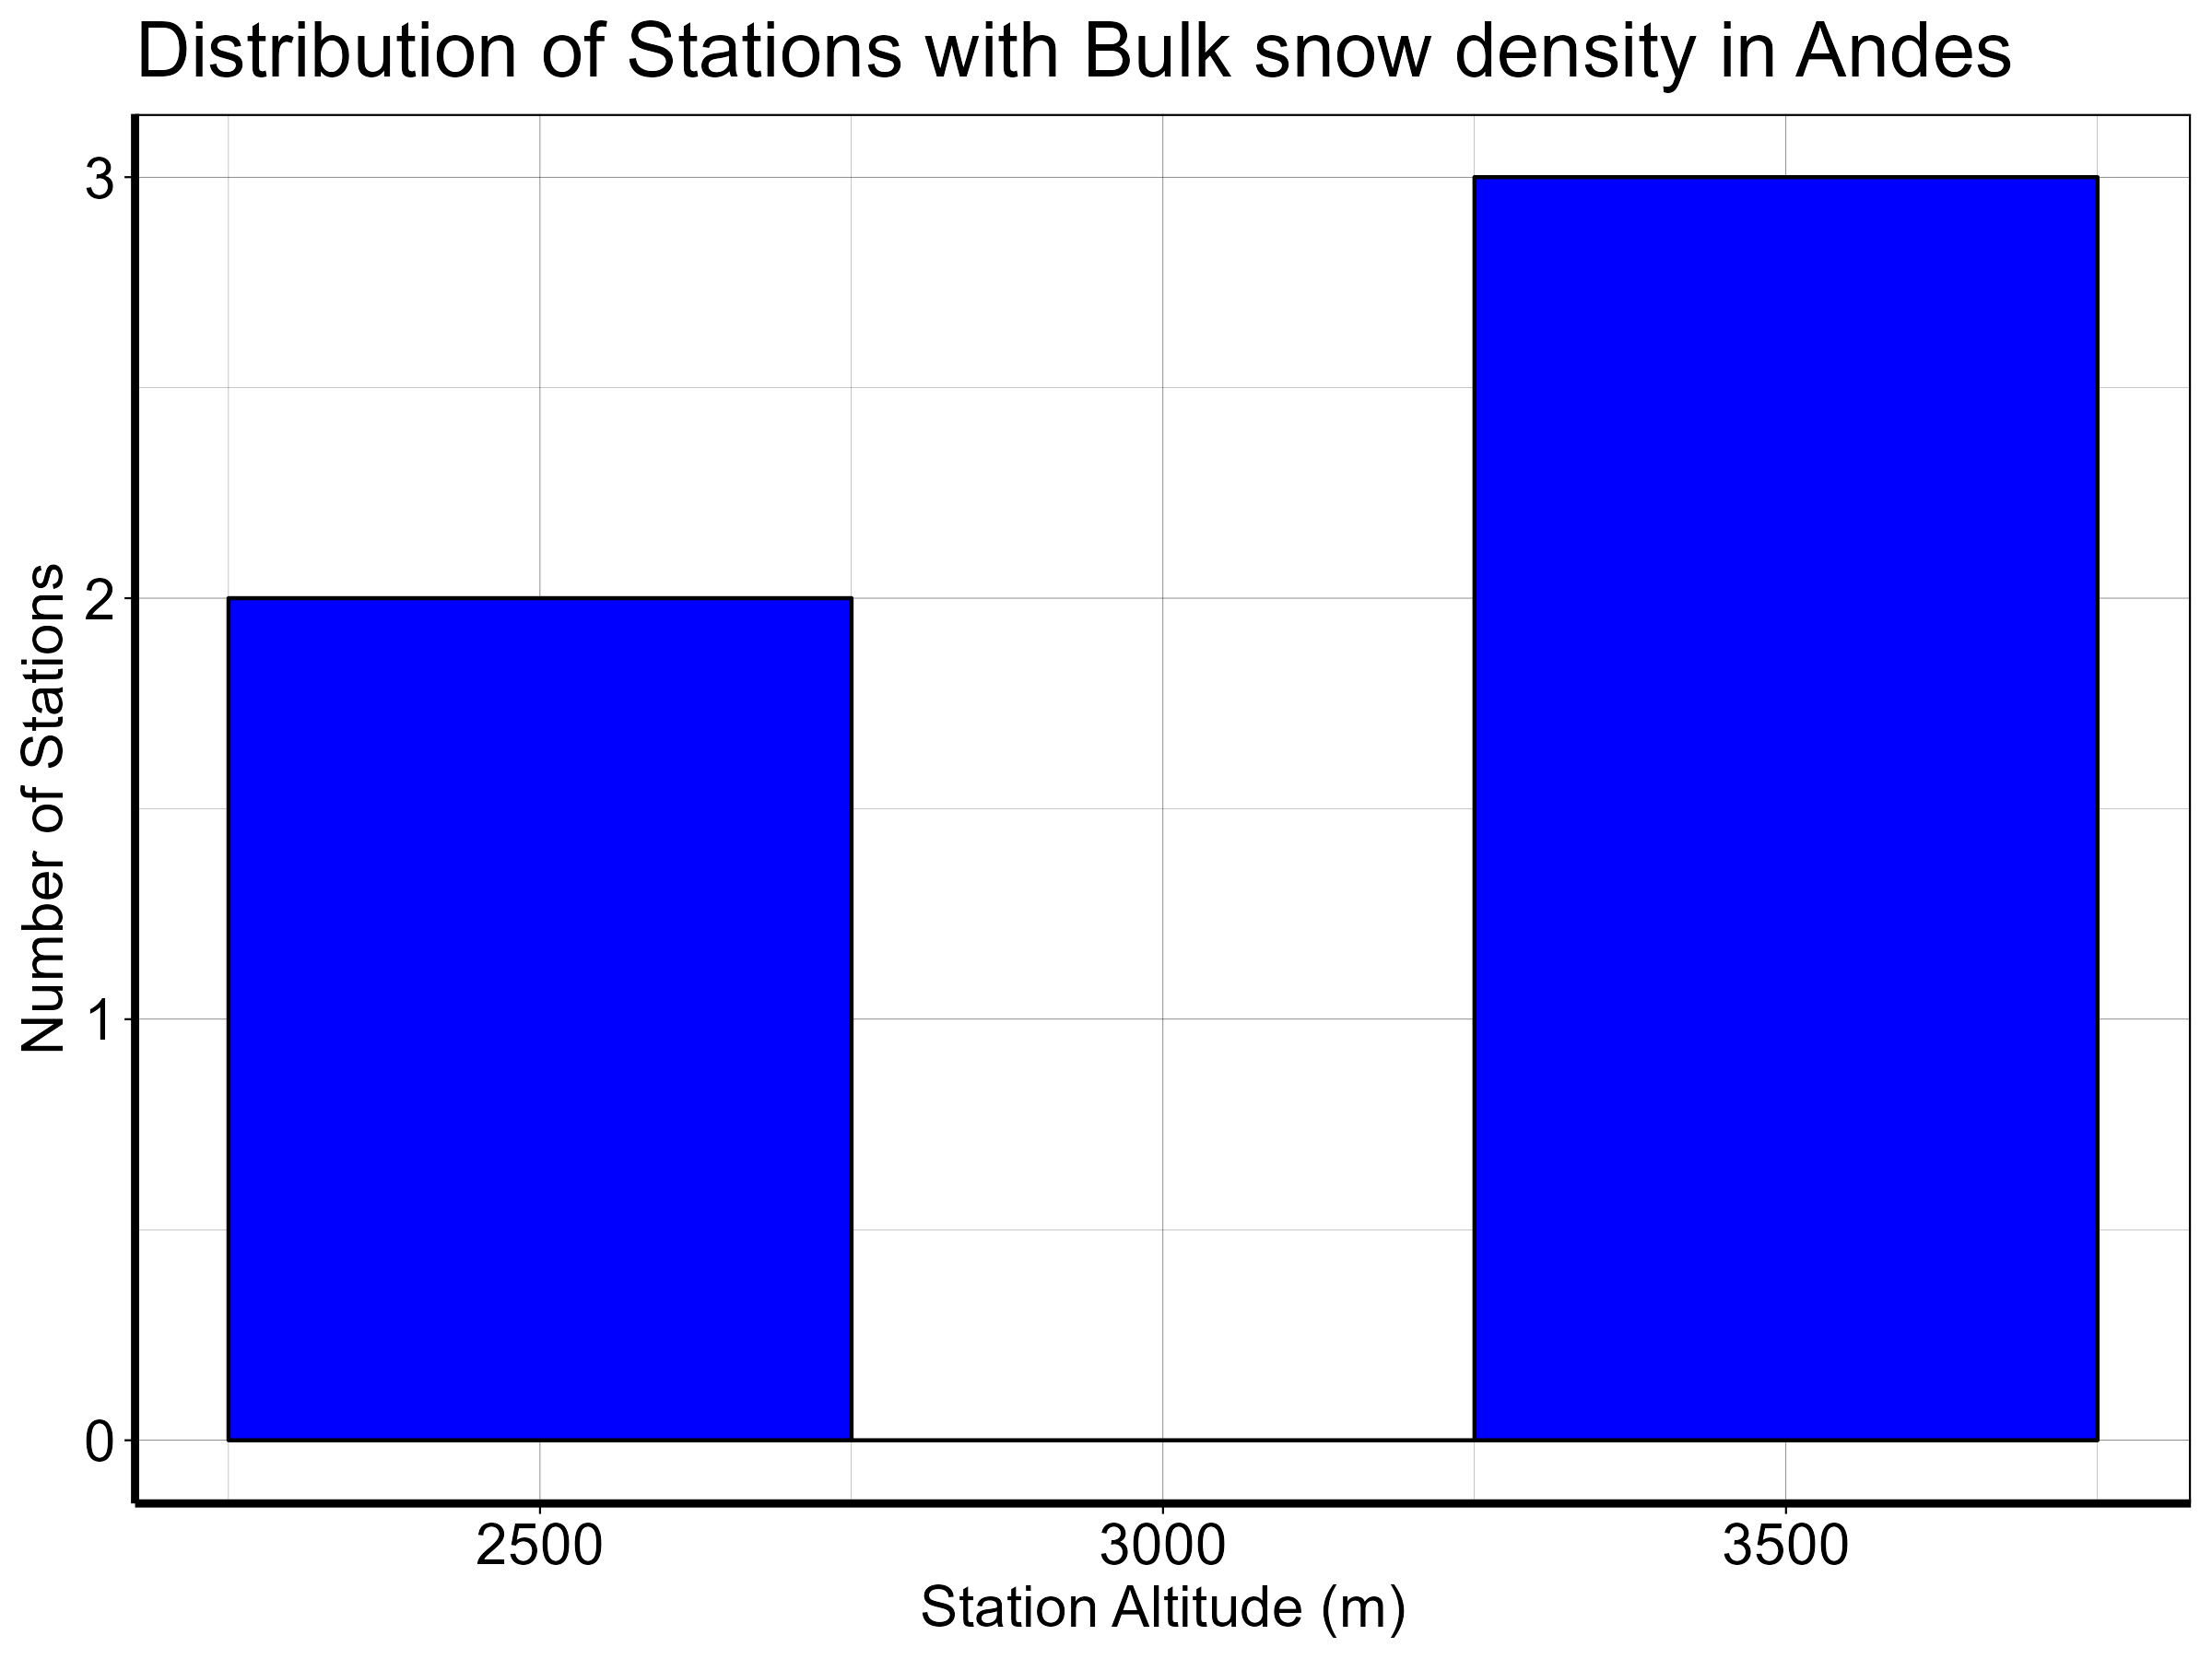 Distribution of Stations with Bulk snow density in Andes
3
2
1
0
Number of Stations
2500 3000 3500
Station Altitude (m)